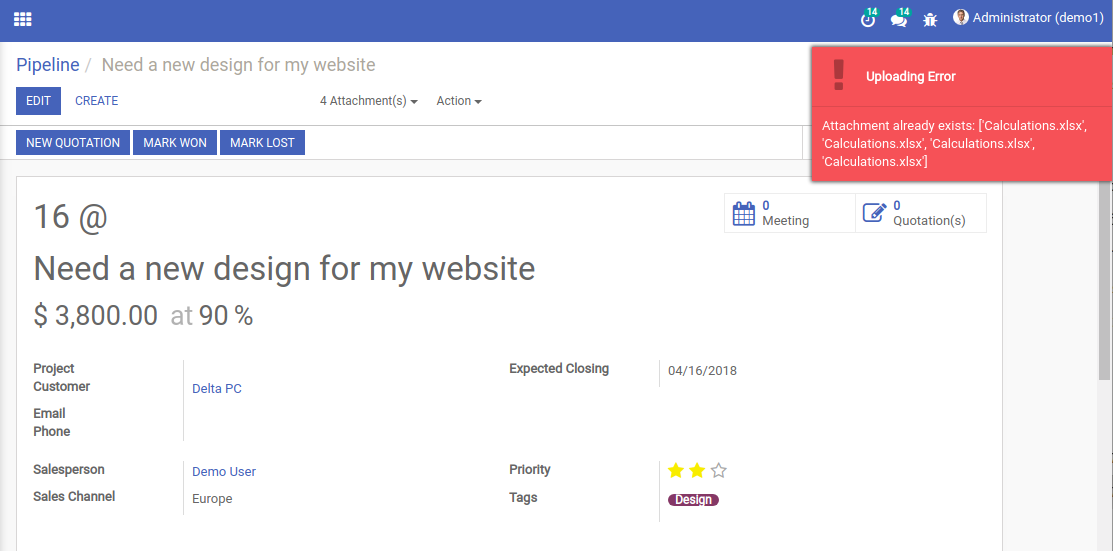 14 14 Administrator (demo1)
Pipeline / Need a new design for my website
EDIT CREATE 4 Attachment(s) Action
Uploading Error
Attachment already exists: ['Calculations.xlsx',
'Calculations.xlsx', 'Calculations.xlsx',
'Calculations.xlsx']
NEW QUOTATION MARK WON MARK LOST
0
Meeting
0
Quotation(s)
16 @
Need a new design for my website
$ 3,800.00 at 90 %
Project
Customer Delta PC
Email
Phone
Expected Closing 04/16/2018
Salesperson Demo User
Sales Channel Europe
Priority
Tags Design